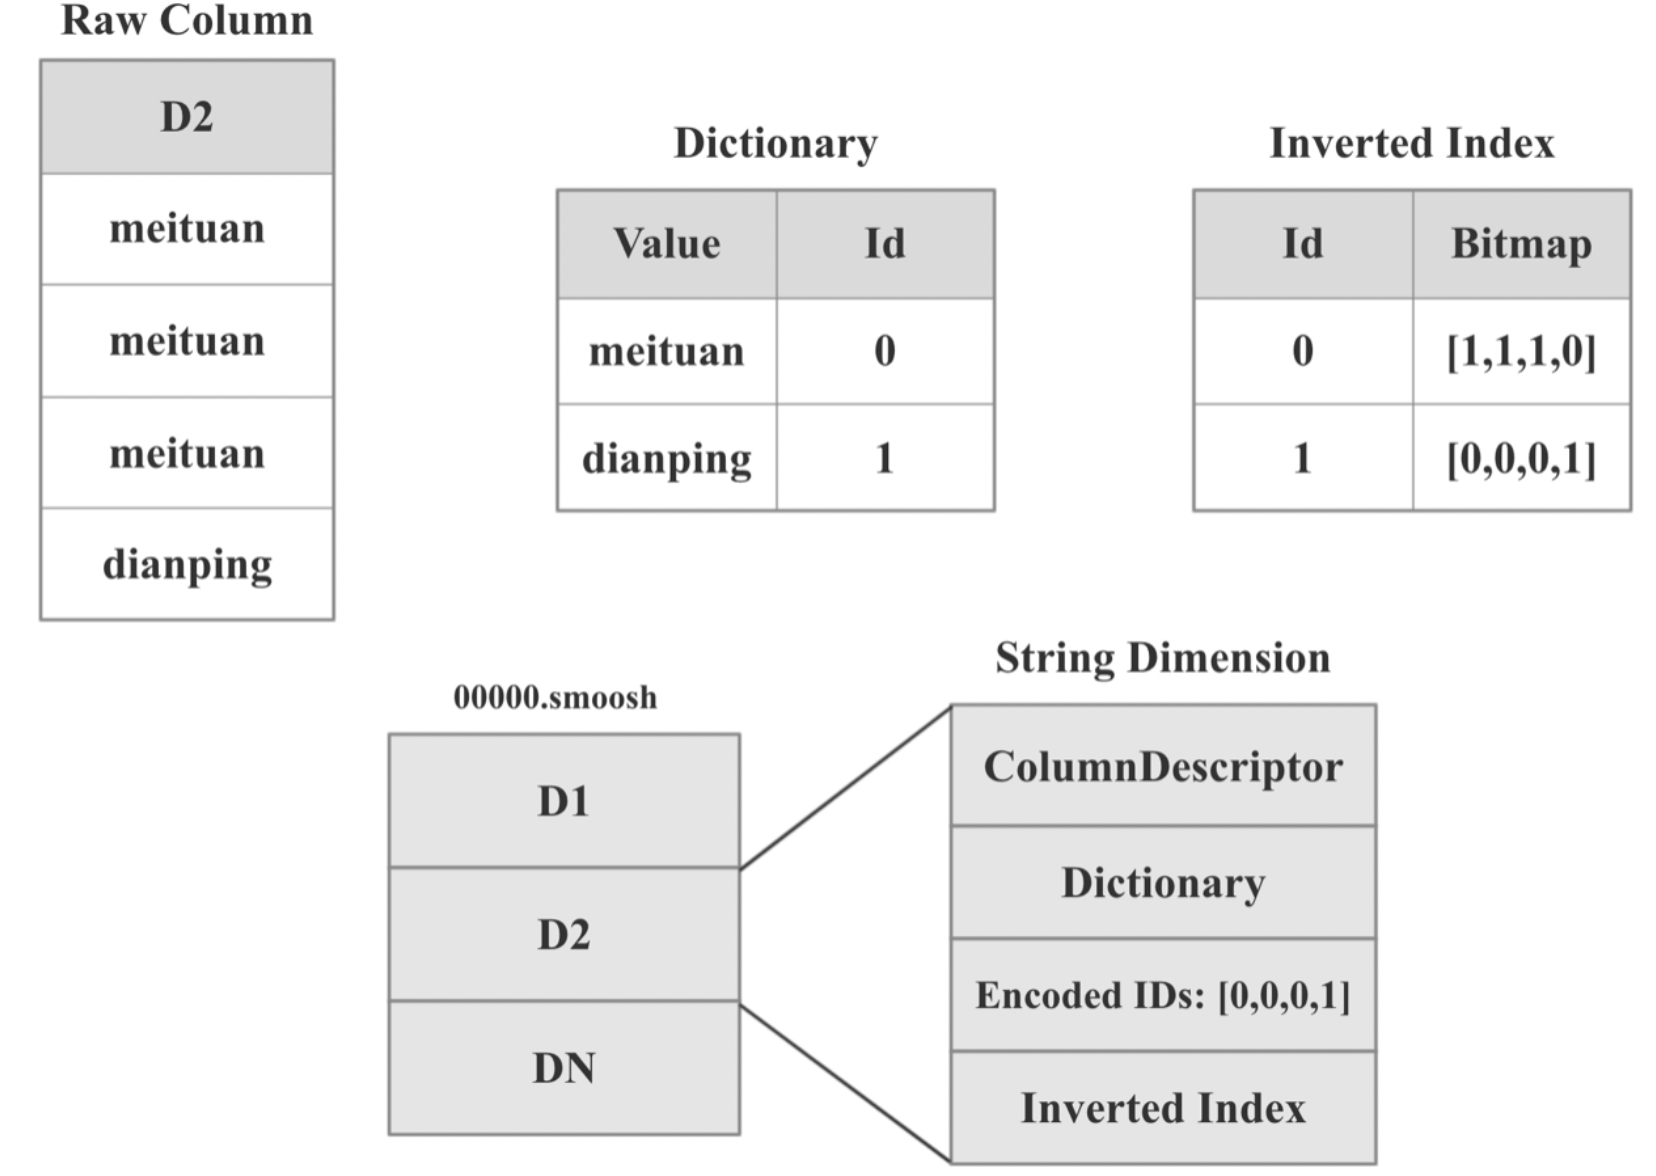 Raw Column
D2
meituan
meituan
meituan
dianping
Dictionary
Value Id
meituan 0
dianping 1
Inverted Index
Id Bitmap
0 [1,1,1,0]
1 [0,0,0,1]
00000.smoosh
D1
D2
DN
String Dimension
ColumnDescriptor
Dictionary
Encoded IDs: [0,0,0,1]
Inverted Index